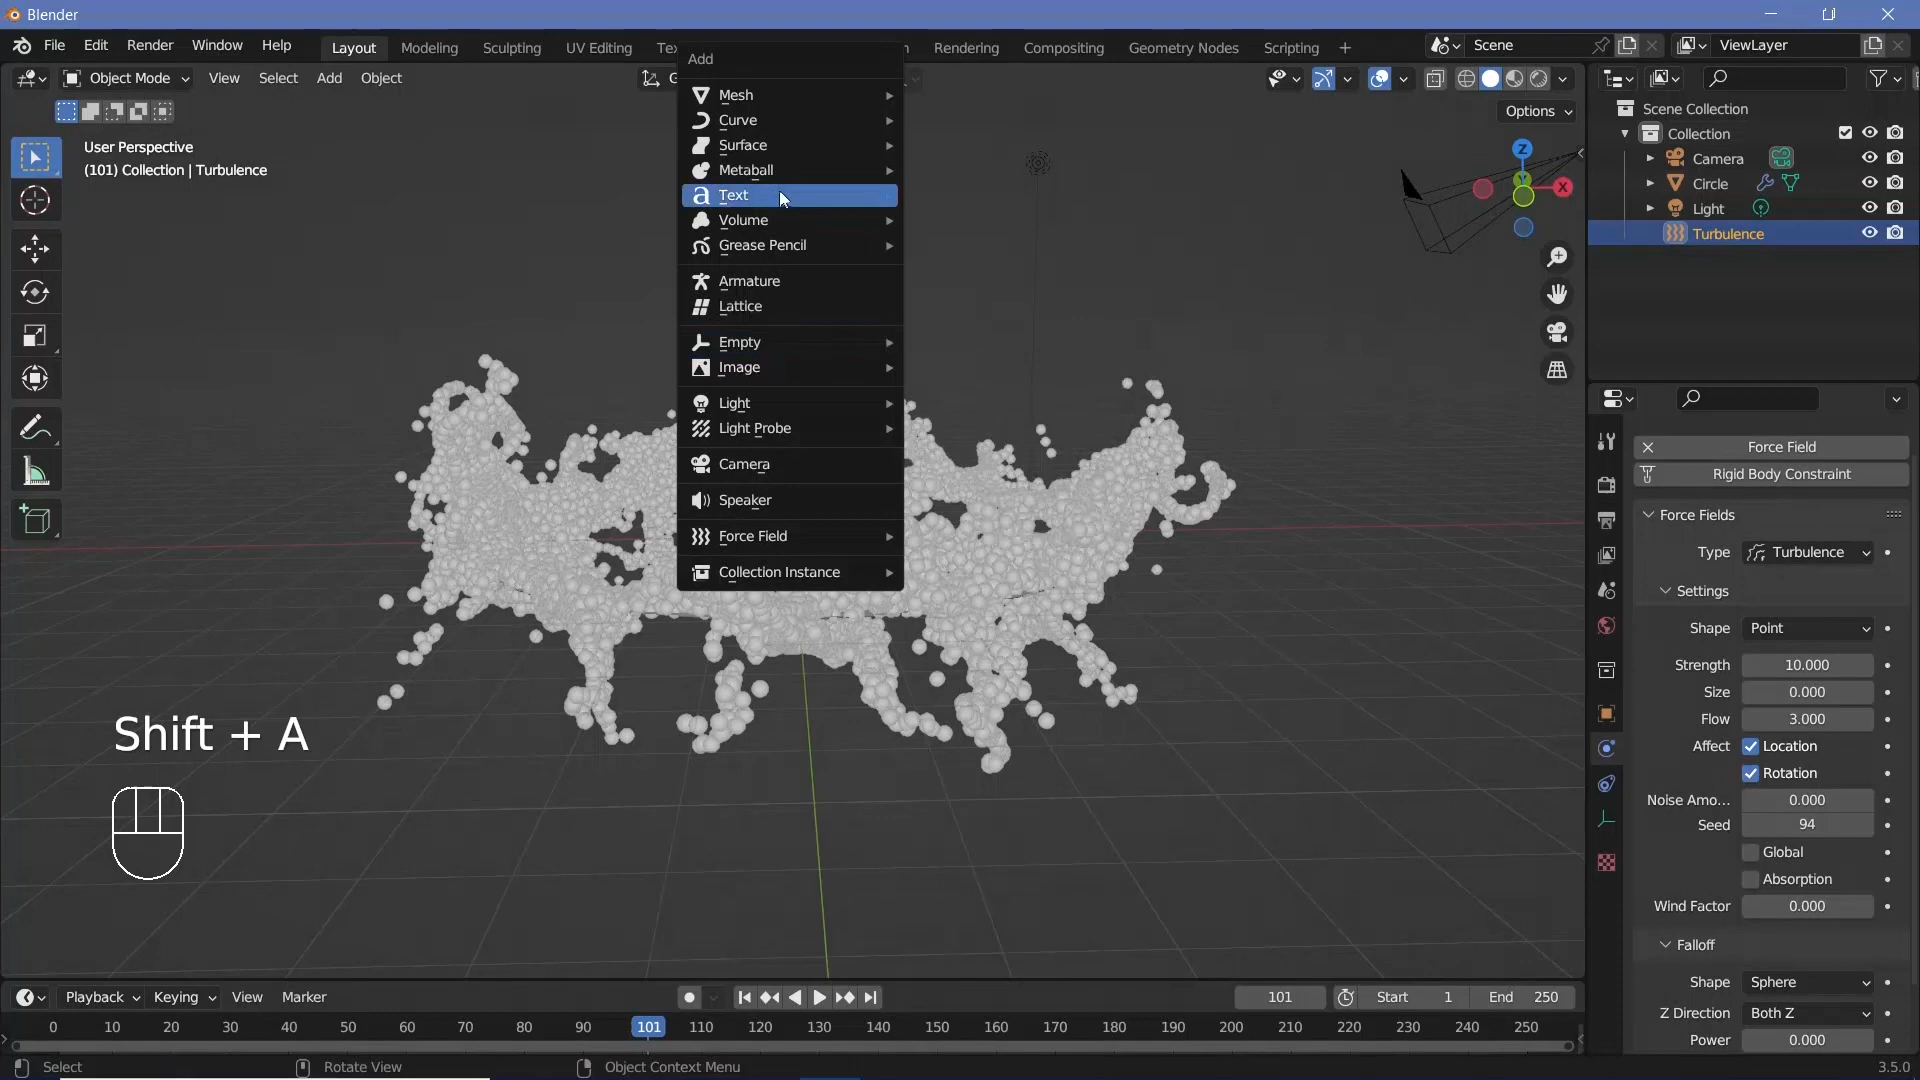 Blender
File Edit Render Window Help Layout Modeling Sculpting UV Editing Rendering Compositing Geometry Nodes Scripting + Scene ViewLayer
Object Mode View Select Add Object
Options
User Perspective
(101) Collection | Turbulence
Add
Mesh
Curve
Surface
Metaball
Text
Volume
Grease Pencil
Armature
Lattice
Empty
Image
Light
Light Probe
Camera
Speaker
Force Field
Collection Instance
Z
X
Shift + A
Scene Collection
Collection
Camera
Circle
Light
Turbulence
Force Field
Rigid Body Constraint
Force Fields
Type Turbulence
Settings
Shape Point
Strength 10.000
Size 0.000
Flow 3.000
Affect Location
Rotation
Noise Amo... 0.000
Seed 94
Global
Absorption
Wind Factor 0.000
Falloff
Shape Sphere
Z Direction Both Z
Power 0.000
Playback Keying View Marker 101 Start 1 End 250
0 10 20 30 40 50 60 70 80 90 101 110 120 130 140 150 160 170 180 190 200 210 220 230 240 250
Select Rotate View Object Context Menu 3.5.0